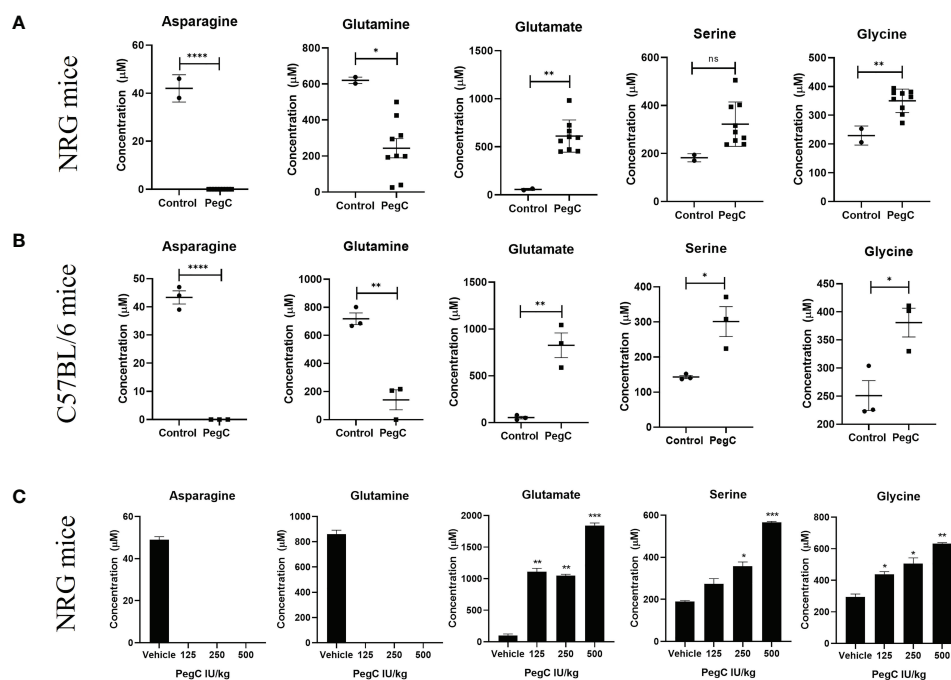 A
NRG mice
Asparagine
Concentration (μM)
60
40
20
0
****
Control PegC
Glutamine
Concentration (μM)
800
600
400
200
0
*
Control PegC
Glutamate
Concentration (μM)
1500
1000
500
0
**
Control PegC
Serine
Concentration (μM)
600
400
200
0
ns
Control PegC
Glycine
Concentration (μM)
500
400
300
200
100
0
**
Control PegC
B
C57BL/6 mice
Asparagine
Concentration (μM)
50
40
30
20
10
0
****
Control PegC
Glutamine
Concentration (μM)
1000
800
600
400
200
0
**
Control PegC
Glutamate
Concentration (μM)
1500
1000
500
0
**
Control PegC
Serine
Concentration (μM)
400
300
200
100
0
*
Control PegC
Glycine
Concentration (μM)
450
400
350
300
250
200
*
Control PegC
C
NRG mice
Asparagine
Concentration (μM)
60
40
20
0
Vehicle 125 250 500
PegC IU/kg
Glutamine
Concentration (μM)
1000
800
600
400
200
0
Vehicle 125 250 500
PegC IU/kg
Glutamate
Concentration (μM)
2000
1500
1000
500
0
** ** ***
Vehicle 125 250 500
PegC IU/kg
Serine
Concentration (μM)
600
400
200
0
* ***
Vehicle 125 250 500
PegC IU/kg
Glycine
Concentration (μM)
800
600
400
200
0
* * **
Vehicle 125 250 500
PegC IU/kg